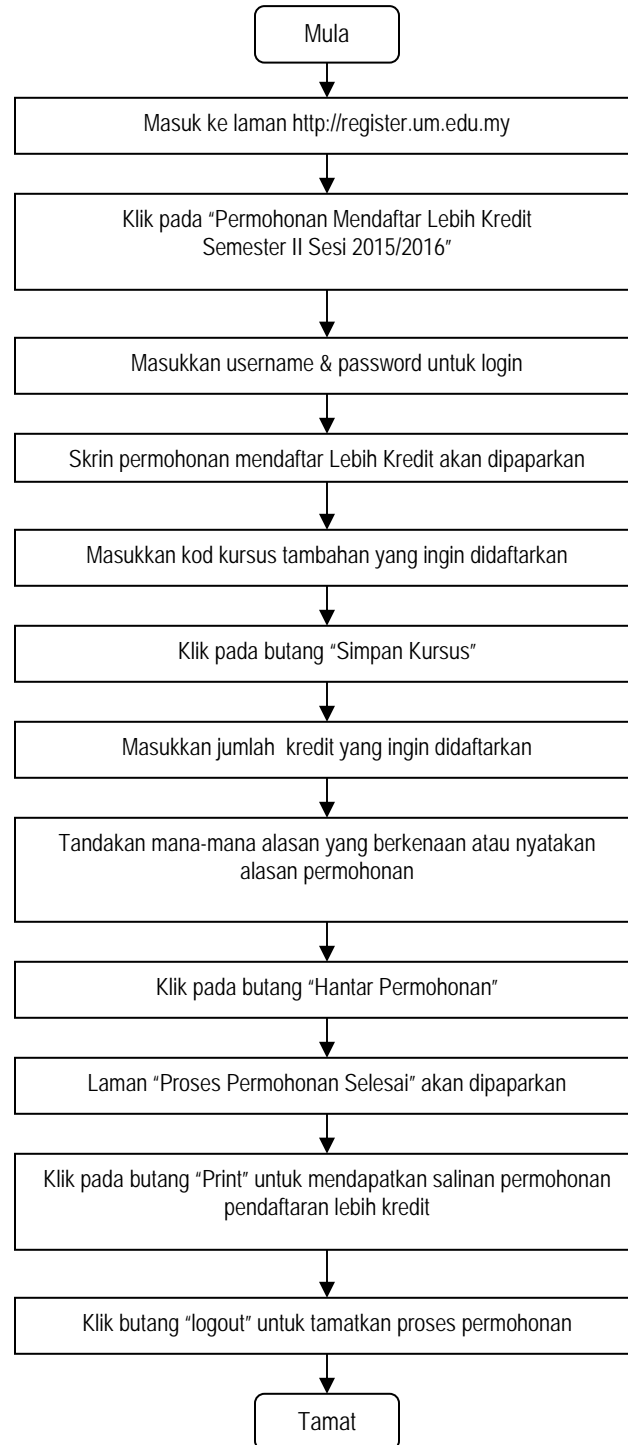 Mula
Masuk ke laman http://register.um.edu.my
Klik pada “Permohonan Mendaftar Lebih Kredit
Semester II Sesi 2015/2016”
Masukkan username & password untuk login
Skrin permohonan mendaftar Lebih Kredit akan dipaparkan
Masukkan kod kursus tambahan yang ingin didaftarkan
Klik pada butang “Simpan Kursus”
Masukkan jumlah kredit yang ingin didaftarkan
Tandakan mana-mana alasan yang berkenaan atau nyatakan
alasan permohonan
Klik pada butang “Hantar Permohonan”
Laman “Proses Permohonan Selesai” akan dipaparkan
Klik pada butang “Print” untuk mendapatkan salinan permohonan
pendaftaran lebih kredit
Klik butang “logout” untuk tamatkan proses permohonan
Tamat